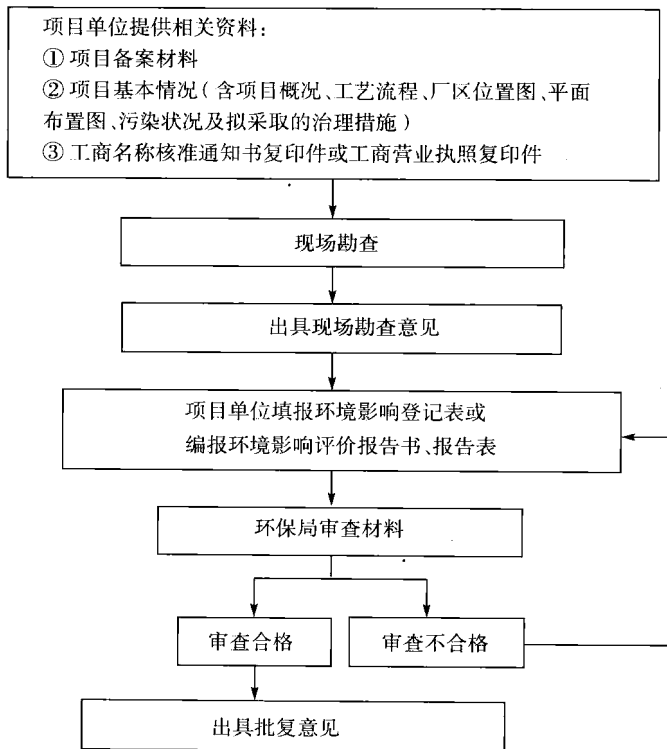 项目单位提供相关资料:
① 项目备案材料
② 项目基本情况(含项目概况、工艺流程、厂区位置图、平面
布置图、污染状况及拟采取的治理措施)
③ 工商名称核准通知书复印件或工商营业执照复印件
现场勘查
出具现场勘查意见
项目单位填报环境影响登记表或
编报环境影响评价报告书、报告表
环保局审查材料
审查合格
审查不合格
出具批复意见